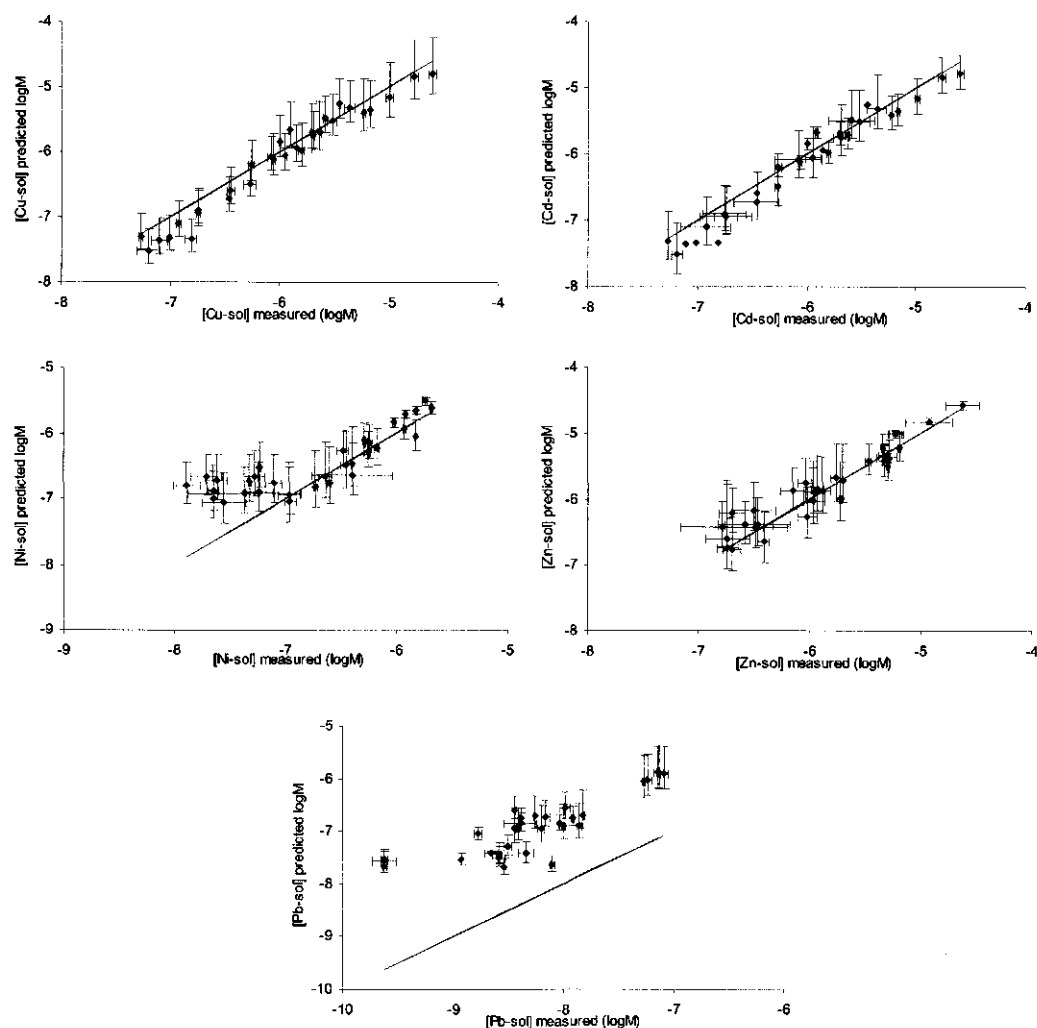 -4
-5
-6
-7
-8
[Cu-sol] predicted logM
-8 -7 -6 -5 -4
[Cu-sol] measured (logM)
-4
-5
-6
-7
-8
[Cd-sol] predicted logM
-8 -7 -6 -5 -4
[Cd-sol] measured (logM)
-5
-6
-7
-8
-9
[Ni-sol] predicted logM
-9 -8 -7 -6 -5
[Ni-sol] measured (logM)
-4
-5
-6
-7
-8
[Zn-sol] predicted logM
-8 -7 -6 -5 -4
[Zn-sol] measured (logM)
-5
-6
-7
-8
-9
-10
[Pb-sol] predicted logM
-10 -9 -8 -7 -6
[Pb-sol] measured (logM)